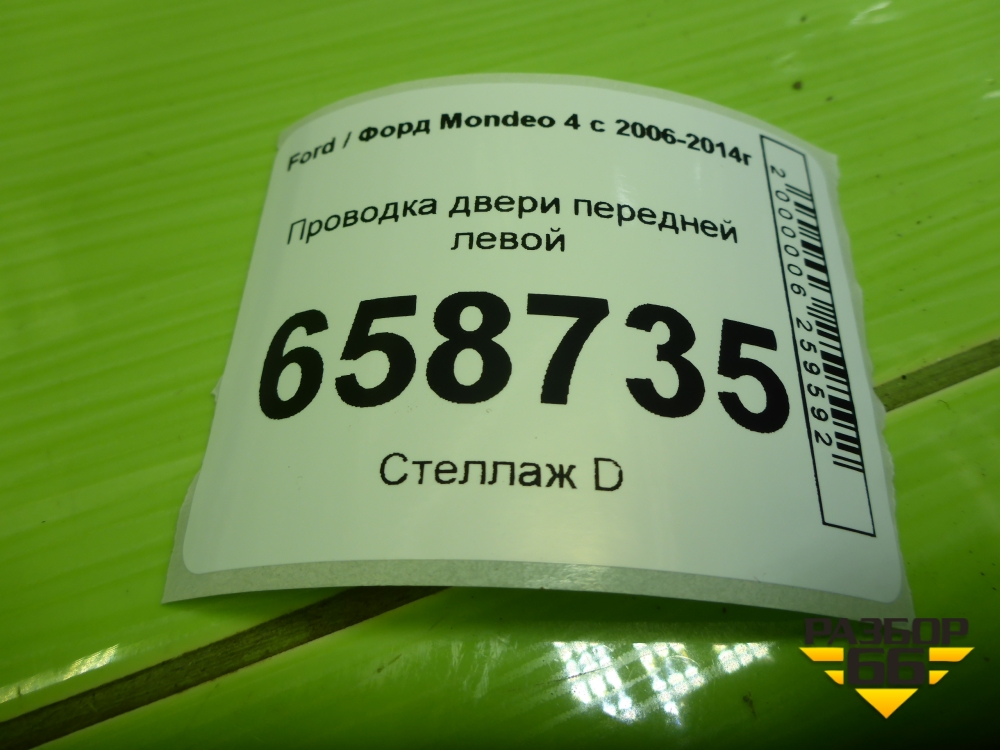 Ford / Форд Mondeo 4 с 2006-2014г
Проводка двери передней
левой
658735
Стеллаж D
2000006259592
РАЗБОР
66